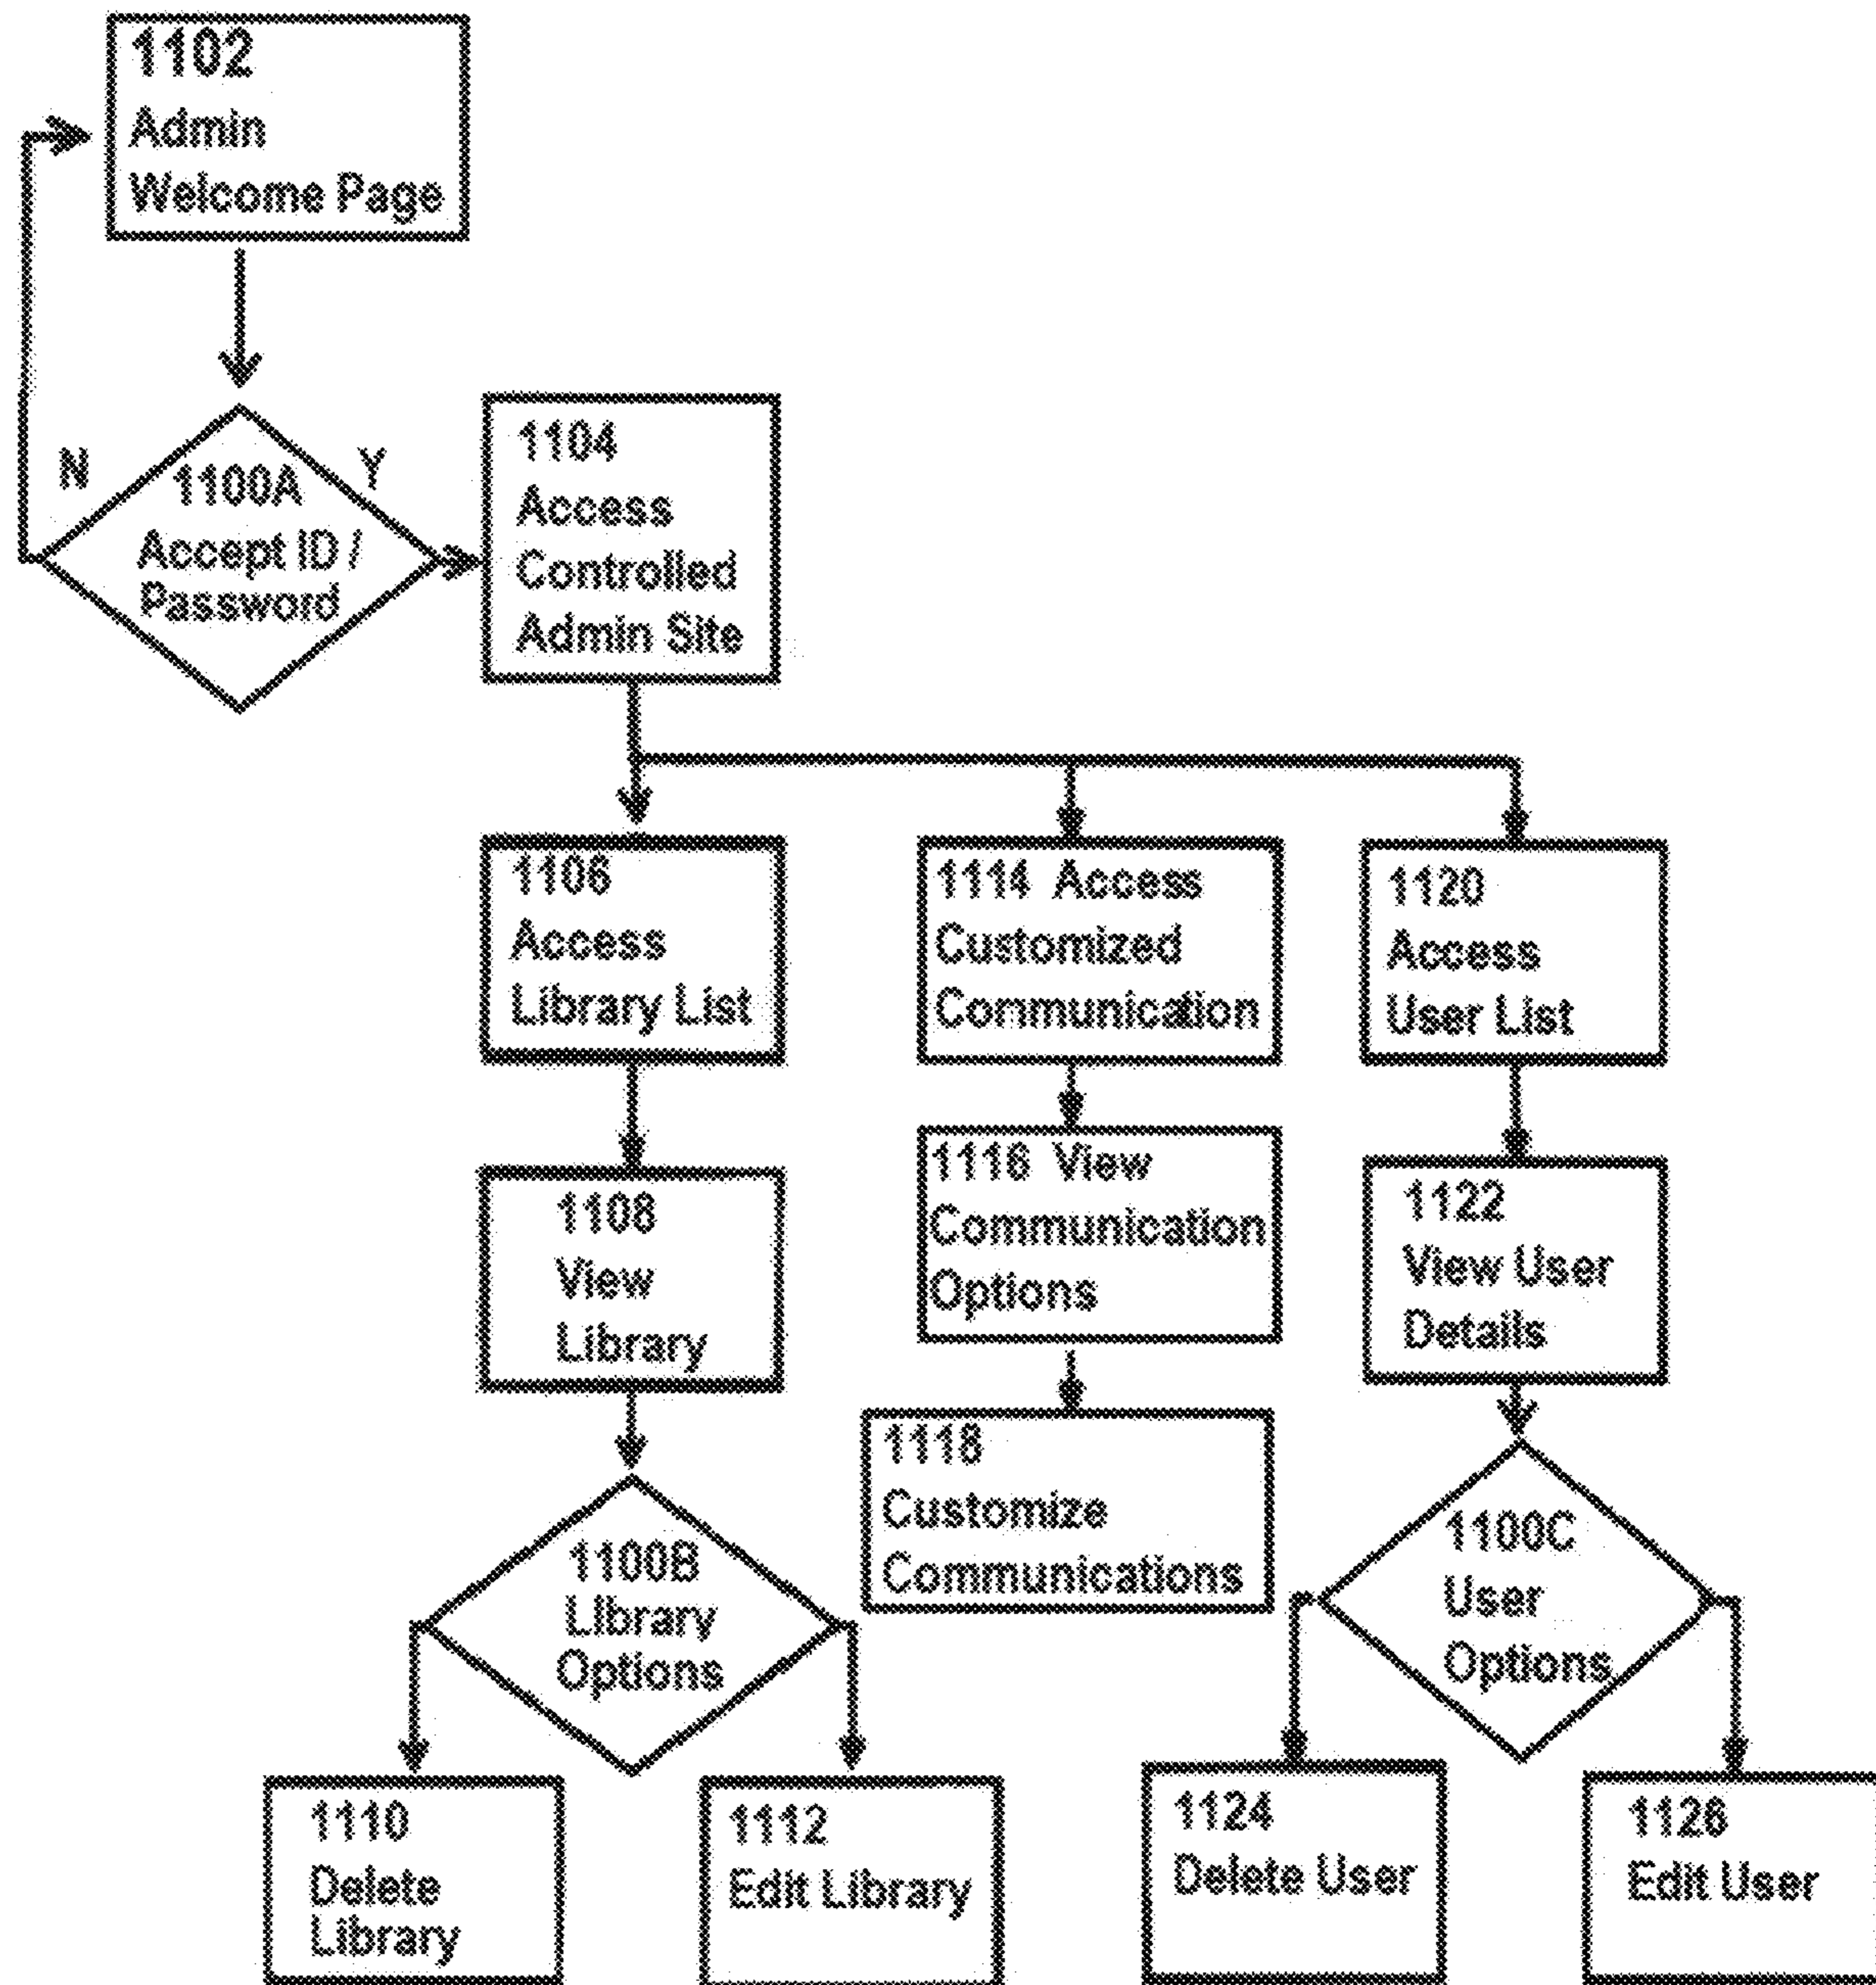 1102
Admin
Welcome Page
N
Y
1100A
Accept ID /
Password
1104
Access
Controlled
Admin Site
1106
Access
Library List
1114 Access
Customized
Communication
1120
Access
User List
1108
View
Library
1116 View
Communication
Options
1122
View User
Details
1118
Customize
Communications
1100B
Library
Options
1100C
User
Options
1110
Delete
Library
1112
Edit Library
1124
Delete User
1126
Edit User